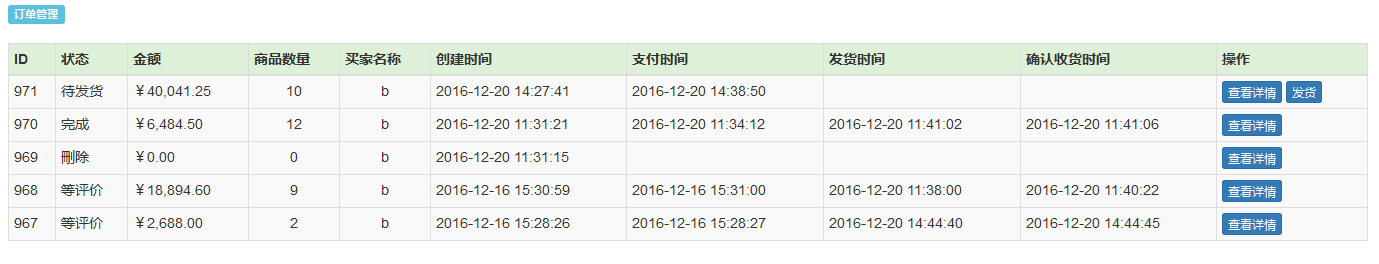 订单管理
ID 状态 金额 商品数量 买家名称 创建时间 支付时间 发货时间 确认收货时间 操作
971 待发货 ￥40,041.25 10 b 2016-12-20 14:27:41 2016-12-20 14:38:50 查看详情 发货
970 完成 ￥6,484.50 12 b 2016-12-20 11:31:21 2016-12-20 11:34:12 2016-12-20 11:41:02 2016-12-20 11:41:06 查看详情
969 刪除 ￥0.00 0 b 2016-12-20 11:31:15 查看详情
968 等评价 ￥18,894.60 9 b 2016-12-16 15:30:59 2016-12-16 15:31:00 2016-12-20 11:38:00 2016-12-20 11:40:22 查看详情
967 等评价 ￥2,688.00 2 b 2016-12-16 15:28:26 2016-12-16 15:28:27 2016-12-20 14:44:40 2016-12-20 14:44:45 查看详情